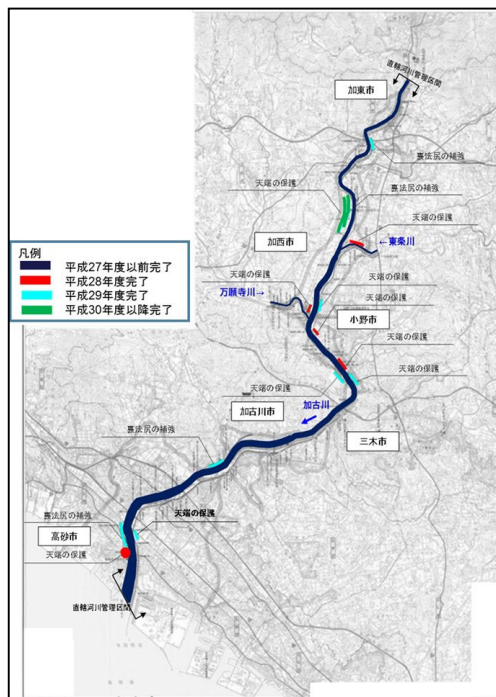 直轄河川管理区間
加東市
裏法尻の補強
天端の保護
裏法尻の補強
天端の保護
加西市
←東条川
凡例
平成27年度以前完了
平成28年度完了
平成29年度完了
平成30年度以降完了
天端の保護
万願寺川→
天端の保護
小野市
天端の保護
天端の保護
天端の保護
加古川市
加古川
三木市
裏法尻の補強
裏法尻の補強
天端の保護
高砂市
天端の保護
直轄河川管理区間